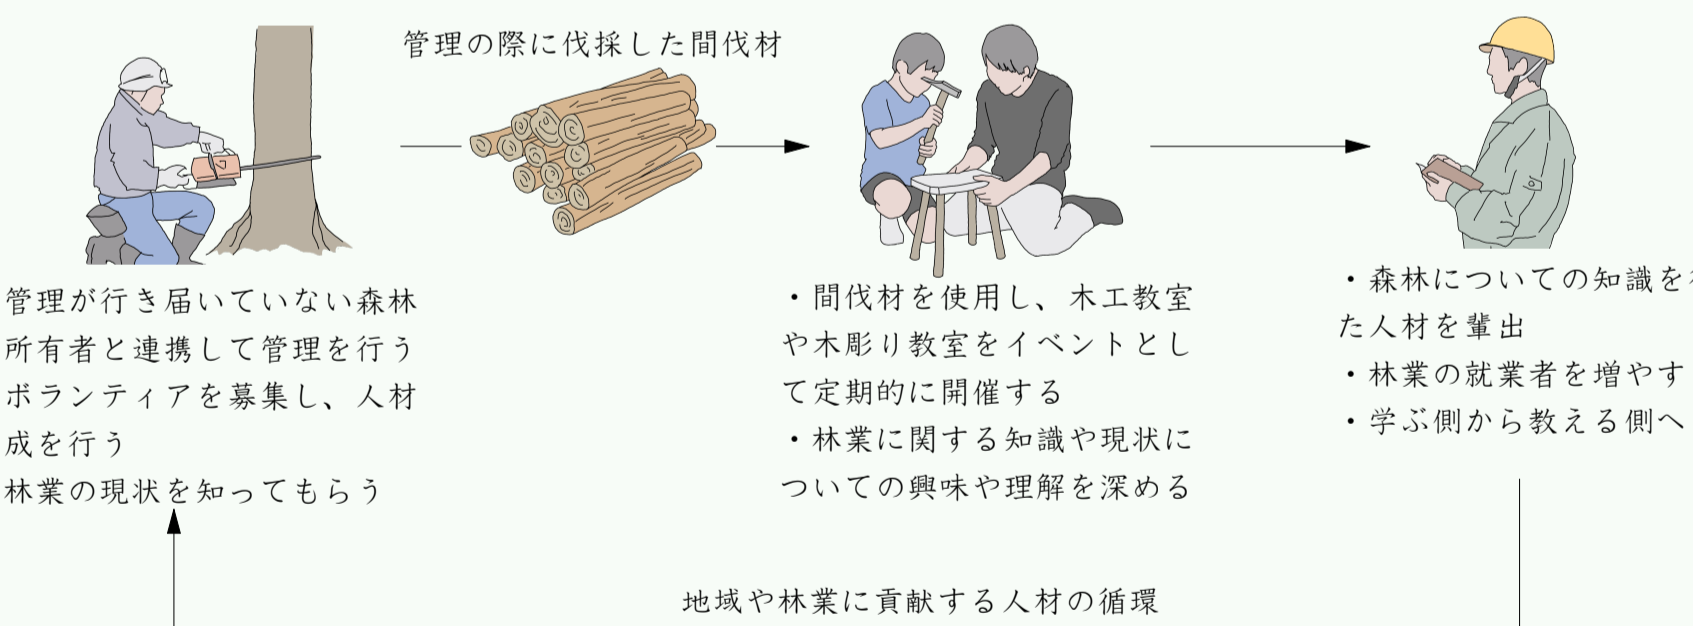 管理の際に伐採した間伐材
管理が行き届いていない森林
所有者と連携して管理を行う
ボランティアを募集し、人材
成を行う
林業の現状を知ってもらう
・間伐材を使用し、木工教室
や木彫り教室をイベントとし
て定期的に開催する
・林業に関する知識や現状に
ついての興味や理解を深める
・森林についての知識を
た人材を輩出
・林業の就業者を増やす
・学ぶ側から教える側へ
地域や林業に貢献する人材の循環